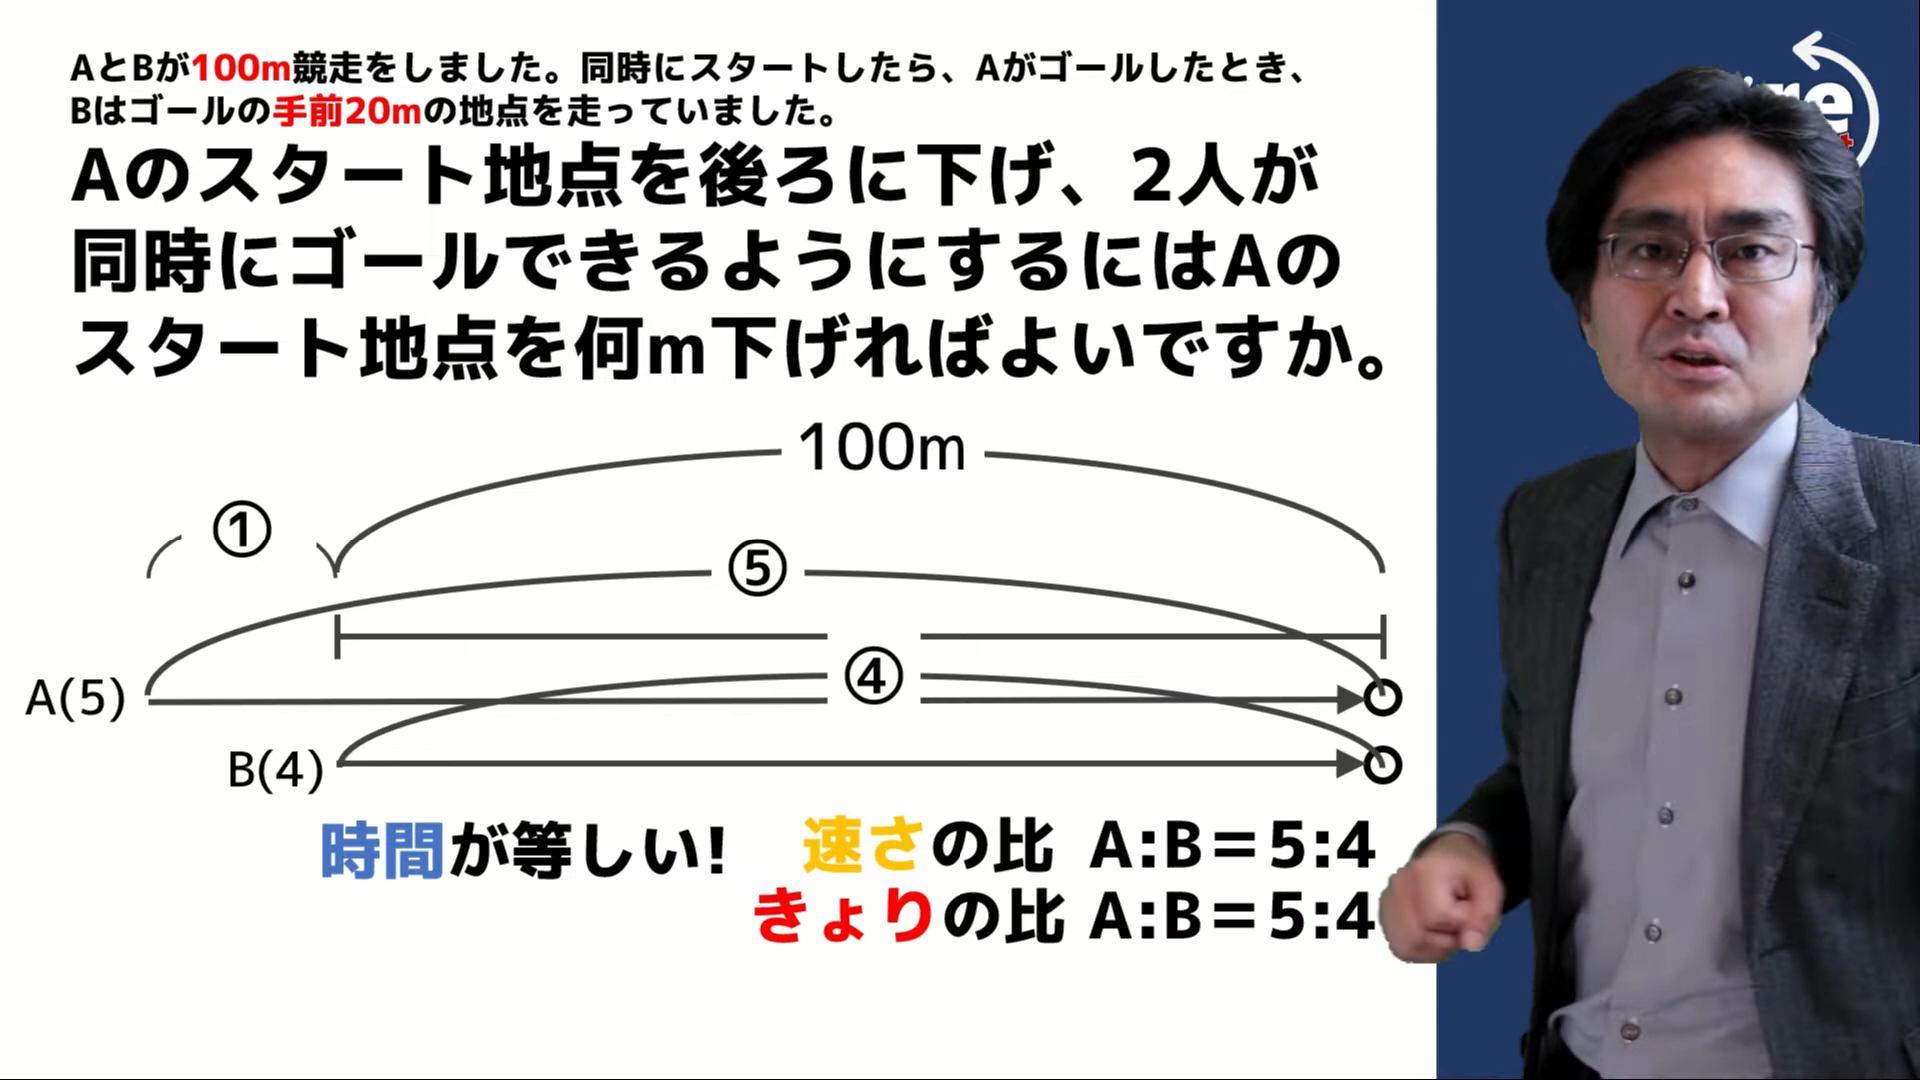 AとBが100m競走をしました。同時にスタートしたら、Aがゴールしたとき、
Bはゴールの手前20mの地点を走っていました。
Aのスタート地点を後ろに下げ、2人が
同時にゴールできるようにするにはAの
スタート地点を何m下げればよいですか。
100m
①
⑤
④
A(5)
B(4)
時間が等しい!
速さの比 A:B=5:4
きょりの比 A:B=5:4